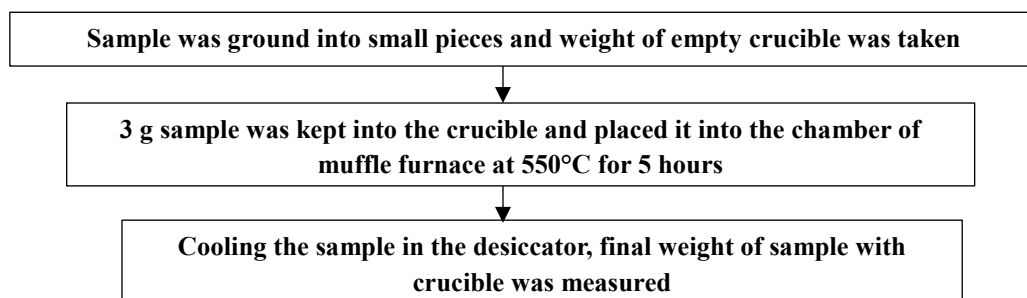 Sample was ground into small pieces and weight of empty crucible was taken
3 g sample was kept into the crucible and placed it into the chamber of
muffle furnace at 550°C for 5 hours
Cooling the sample in the desiccator, final weight of sample with
crucible was measured